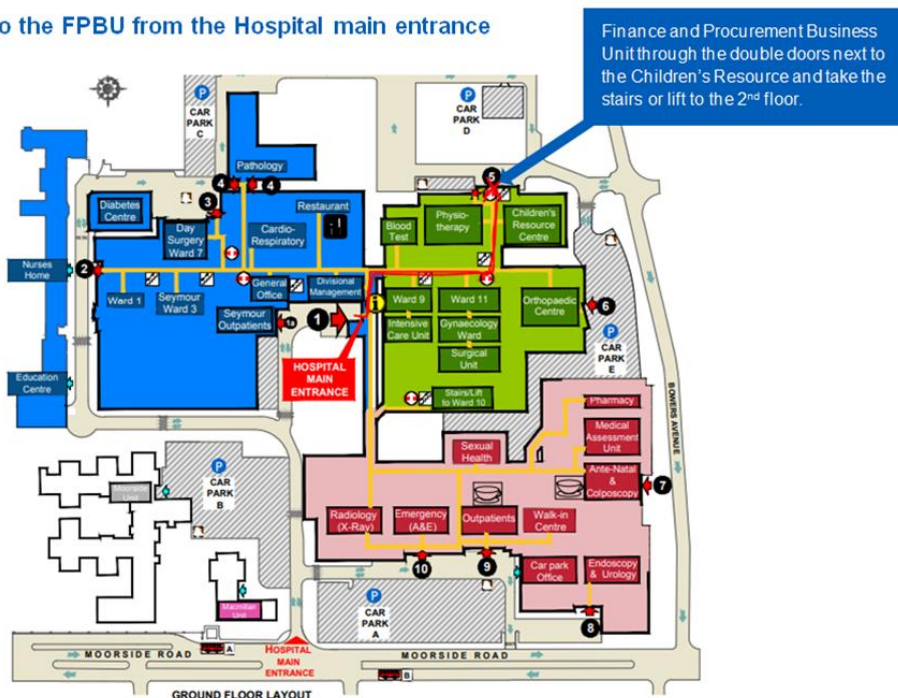 o the FPBU from the Hospital main entrance
Finance and Procurement Business
Unit through the double doors next to
the Children's Resource and take the
stairs or lift to the 2nd floor.
P
CAR
PARK
C
P
CAR
PARK
D
Pathology
4
4
5
3
Diabetes
Centre
Day
Surgery
Ward 7
Cardio-
Respiratory
Restaurant
Blood
Test
Physio-
therapy
Children's
Resource
Centre
Nurses
Home
2
Ward 1
Seymour
Ward 3
General
Office
Divisional
Management
Seymour
Outpatients
1a
1
i
Ward 9
Intensive
Care Unit
Ward 11
Gynaecology
Ward
Surgical
Unit
Orthopaedic
Centre
6
P
CAR
PARK
E
HOSPITAL
MAIN
ENTRANCE
Education
Centre
Stairs/Lift
to Ward 10
BOWERS AVENUE
Pharmacy
Medical
Assessment
Unit
Sexual
Health
Ante-Natal
&
Colposcopy
7
P
CAR
PARK
B
Moorside
Unit
Radiology
(X-Ray)
Emergency
(A&E)
Outpatients
Walk-in
Centre
10
9
Car park
Office
Endoscopy
& Urology
8
P
CAR
PARK
A
Macmillan
Unit
MOORSIDE ROAD
A
HOSPITAL
MAIN
ENTRANCE
MOORSIDE ROAD
B
GROUND FLOOR LAYOUT